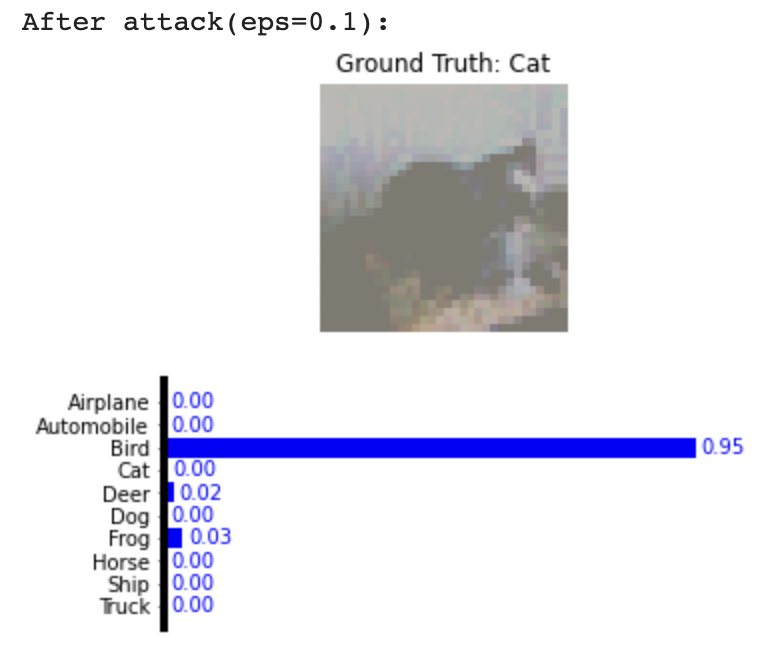 After attack(eps=0.1):
Ground Truth: Cat
Airplane 0.00
Automobile 0.00
Bird 0.95
Cat 0.00
Deer 0.02
Dog 0.00
Frog 0.03
Horse 0.00
Ship 0.00
Truck 0.00